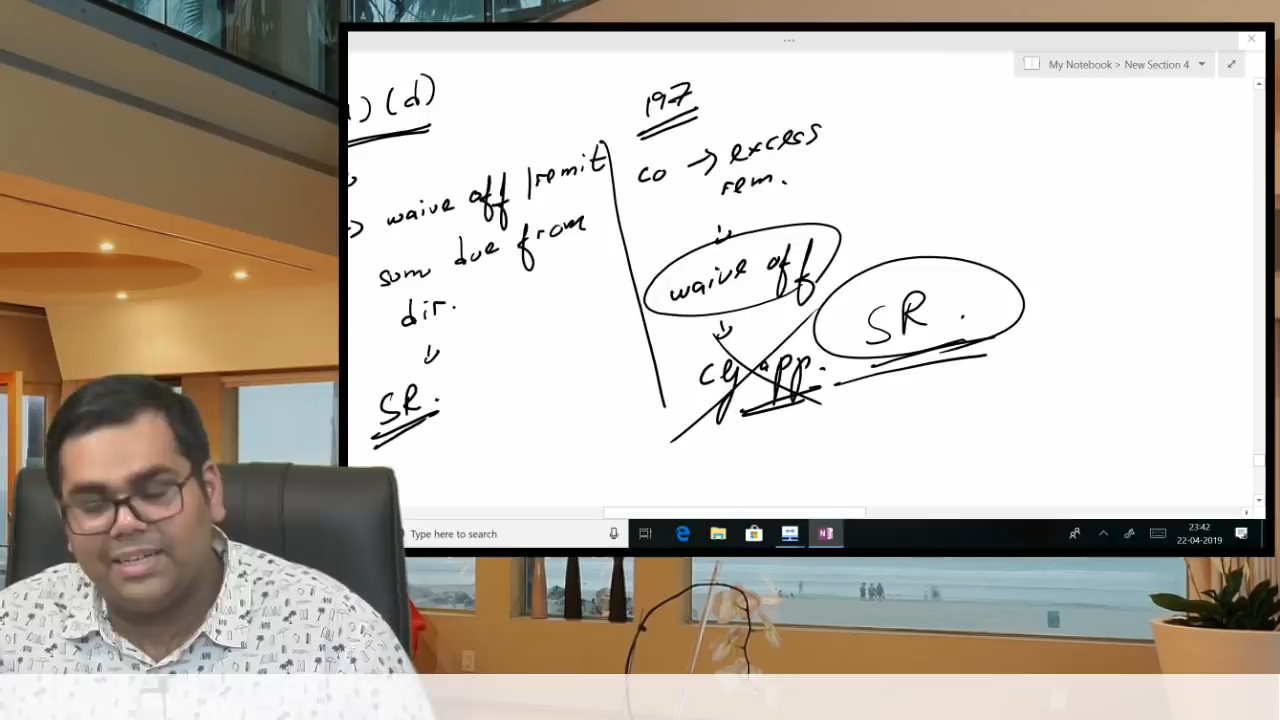 My Notebook > New Section 4
) (d)
waive off / remit
sum due from
dir.
SR.
197
co → excess
rem.
waive off
cg app.
SR.
Type here to search
23:42
22-04-2019